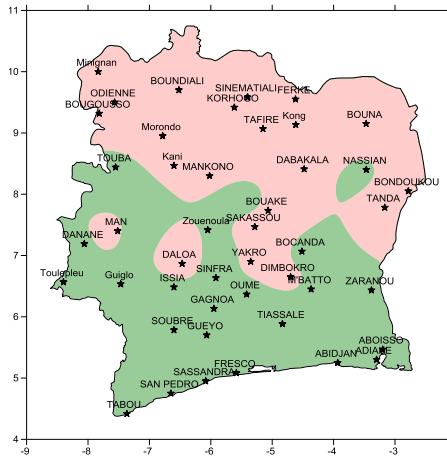 11
10
9
8
7
6
5
4
-9 -8 -7 -6 -5 -4 -3
Minignan
ODIENNE
BOUGOUSSO
BOUNDIALI
SINEMATIALI
FERKE
KORHOGO
TAFIRE
Kong
BOUNA
Morondo
TOUBA
Kani
MANKONO
DABAKALA
NASSIAN
BONDOUKOU
TANDA
BOUAKE
MAN
Zouenoula
SAKASSOU
DANANE
BOCANDA
DALOA
YAKRO
Toulepleu
Guiglo
ISSIA
SINFRA
DIMBOKRO
M'BATTO
ZARANOU
OUME
GAGNOA
SOUBRE
GUEYO
TIASSALE
ABOISSO
ADIAKE
ABIDJAN
FRESCO
SASSANDRA
SAN PEDRO
TABOU